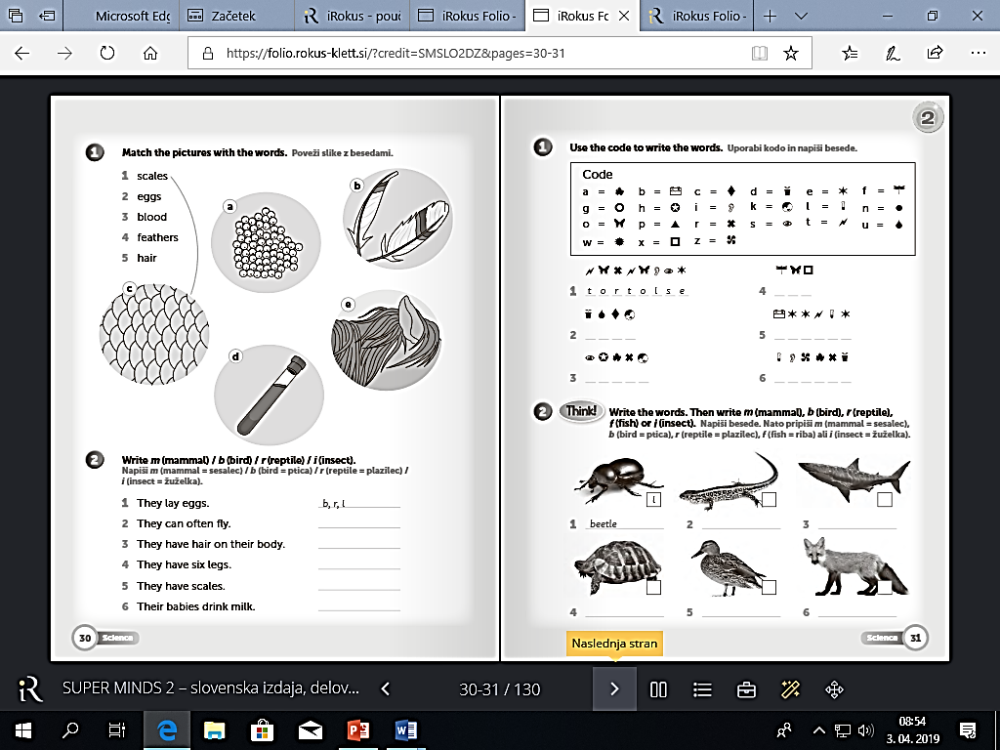 Microsoft Edg
Začetek
iRokus - pouč
iRokus Folio -
iRokus Fo
iRokus Folio -
https://folio.rokus-klett.si/?credit=SMSLO2DZ&pages=30-31
1 Match the pictures with the words. Poveži slike z besedami.
1 scales
2 eggs
3 blood
4 feathers
5 hair
a
b
c
e
d
2 Write m (mammal) / b (bird) / r (reptile) / i (insect).
Napiši m (mammal = sesalec) / b (bird = ptica) / r (reptile = plazilec) /
i (insect = žuželka).
1 They lay eggs. b, r, i
2 They can often fly.
3 They have hair on their body.
4 They have six legs.
5 They have scales.
6 Their babies drink milk.
30 Science
2
1 Use the code to write the words. Uporabi kodo in napiši besede.
Code
a = b = c = d = e = f =
g = h = i = k = l = n =
o = p = r = s = t = u =
w = x = z =
1 t o r t o i s e
4
2
5
3
6
2 Think! Write the words. Then write m (mammal), b (bird), r (reptile),
f (fish) or i (insect). Napiši besede. Nato pripiši m (mammal = sesalec),
b (bird = ptica), r (reptile = plazilec), f (fish = riba) ali i (insect = žuželka).
i
1 beetle
2
3
4
5
6
Science 31
Naslednja stran
iR SUPER MINDS 2 – slovenska izdaja, delov...
30-31 / 130
08:54
3. 04. 2019